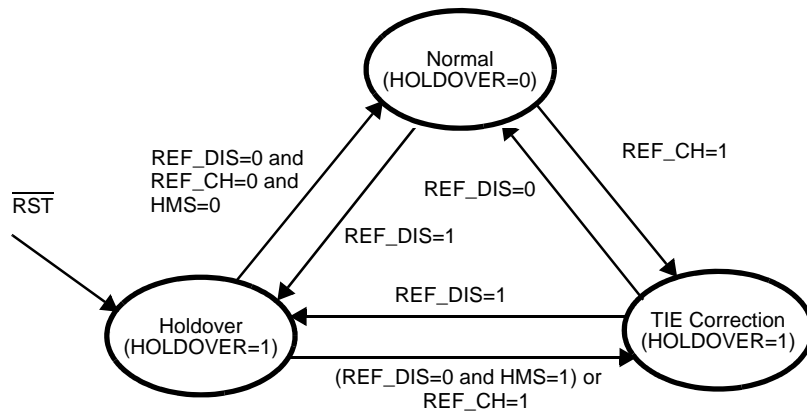 Normal
(HOLDOVER=0)
REF_DIS=0 and
REF_CH=0 and
HMS=0
REF_CH=1
REF_DIS=0
RST
REF_DIS=1
REF_DIS=1
Holdover
(HOLDOVER=1)
TIE Correction
(HOLDOVER=1)
(REF_DIS=0 and HMS=1) or
REF_CH=1